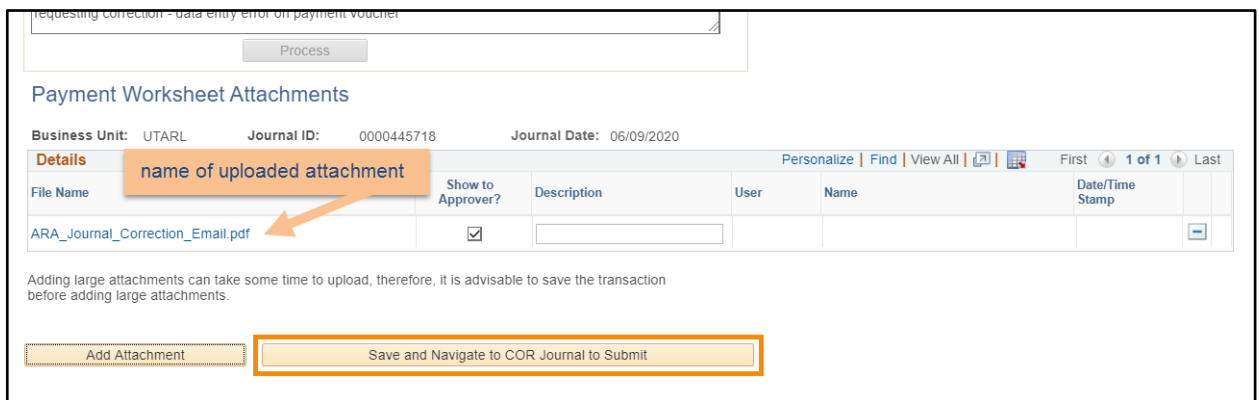 requesting correction - data entry error on payment voucher
Process
Payment Worksheet Attachments
Business Unit: UTARL Journal ID: 0000445718 Journal Date: 06/09/2020
Details Personalize | Find | View All | First 1 of 1 Last
name of uploaded attachment
File Name Show to Approver? Description User Name Date/Time Stamp
ARA_Journal_Correction_Email.pdf
Adding large attachments can take some time to upload, therefore, it is advisable to save the transaction
before adding large attachments.
Add Attachment Save and Navigate to COR Journal to Submit